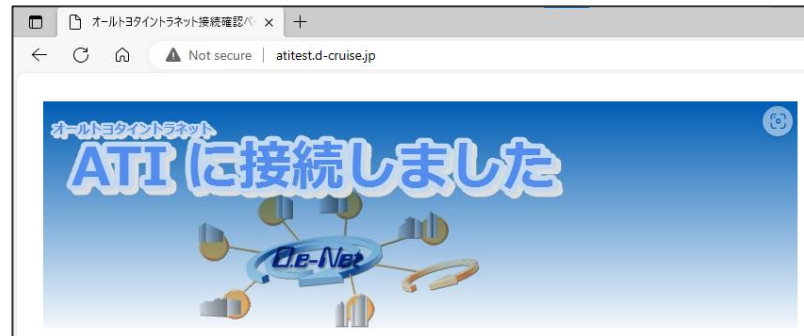 オールトヨタイントラネット接続確認ペ
Not secure | atitest.d-cruise.jp
オールトヨタイントラネット
ATI に接続しました
D.e-Net